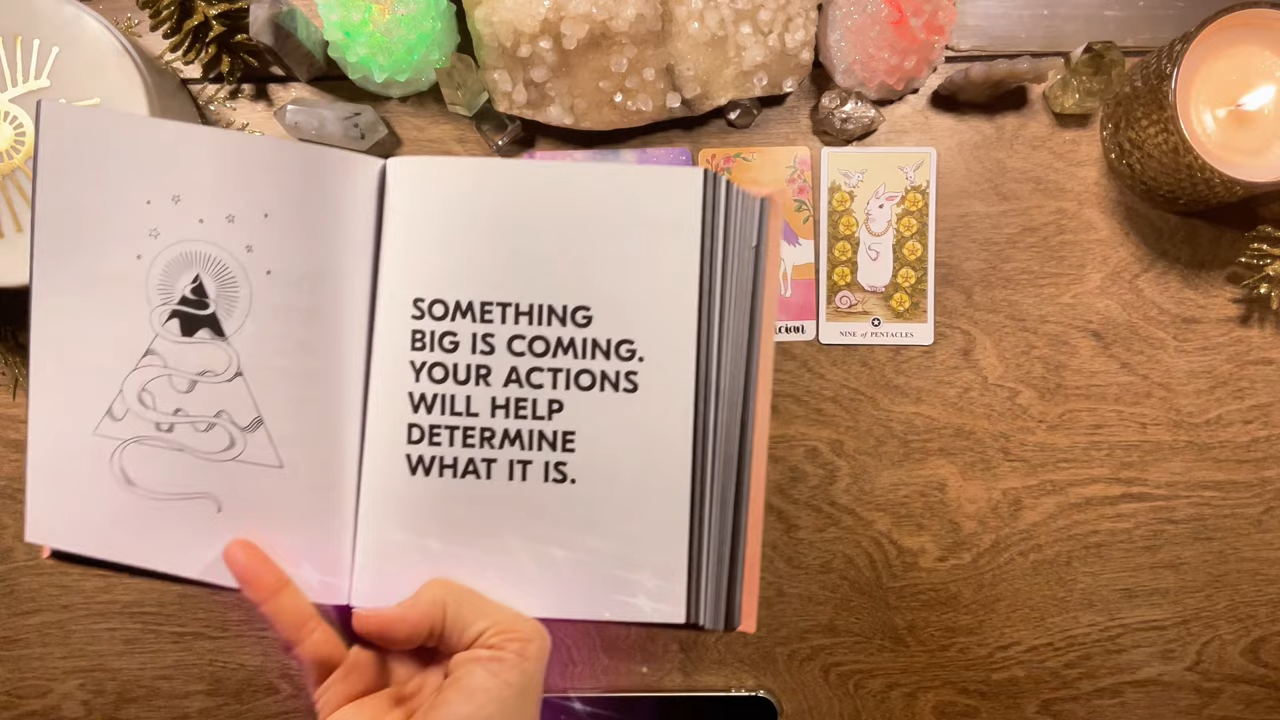 SOMETHING
BIG IS COMING.
YOUR ACTIONS
WILL HELP
DETERMINE
WHAT IT IS.
NINE of PENTACLES